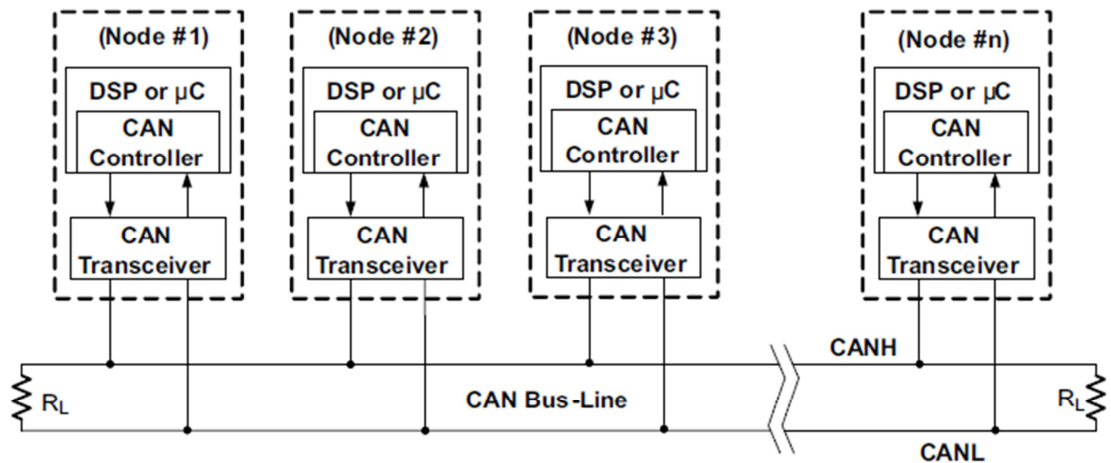 (Node #1)
DSP or µC
CAN
Controller
CAN
Transceiver
(Node #2)
DSP or µC
CAN
Controller
CAN
Transceiver
(Node #3)
DSP or µC
CAN
Controller
CAN
Transceiver
(Node #n)
DSP or µC
CAN
Controller
CAN
Transceiver
CANH
RL
CAN Bus-Line
RL
CANL